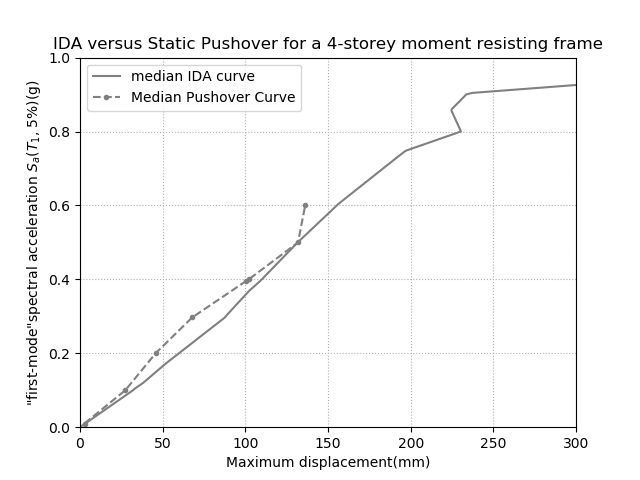 IDA versus Static Pushover for a 4-storey moment resisting frame
median IDA curve
Median Pushover Curve
1.0
0.8
0.6
0.4
0.2
0.0
"first-mode"spectral acceleration Sₐ(T₁, 5%)(g)
0 50 100 150 200 250 300
Maximum displacement(mm)